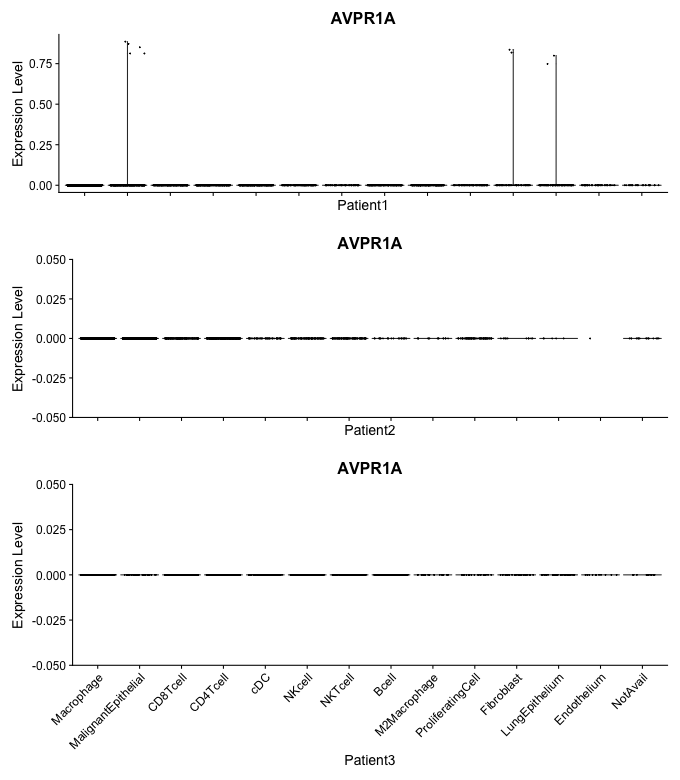 AVPR1A
Expression Level
0.75
0.50
0.25
0.00
Patient1
AVPR1A
Expression Level
0.050
0.025
0.000
-0.025
-0.050
Patient2
AVPR1A
Expression Level
0.050
0.025
0.000
-0.025
-0.050
Macrophage
MalignantEpithelial
CD8Tcell
CD4Tcell
cDC
NKcell
NKTcell
Bcell
M2Macrophage
ProliferatingCell
Fibroblast
LungEpithelium
Endothelium
NotAvail
Patient3